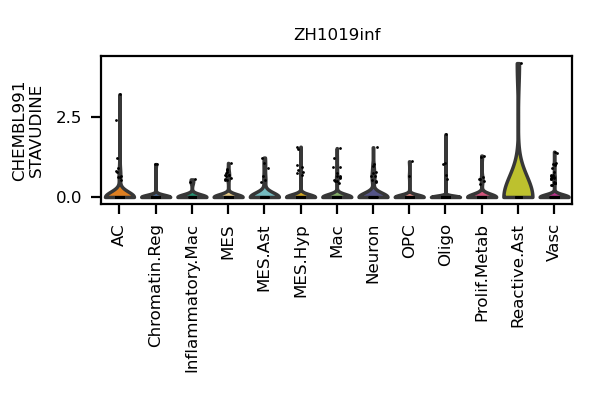 ZH1019inf
CHEMBL991
STAVUDINE
2.5
0.0
AC
Chromatin.Reg
Inflammatory.Mac
MES
MES.Ast
MES.Hyp
Mac
Neuron
OPC
Oligo
Prolif.Metab
Reactive.Ast
Vasc